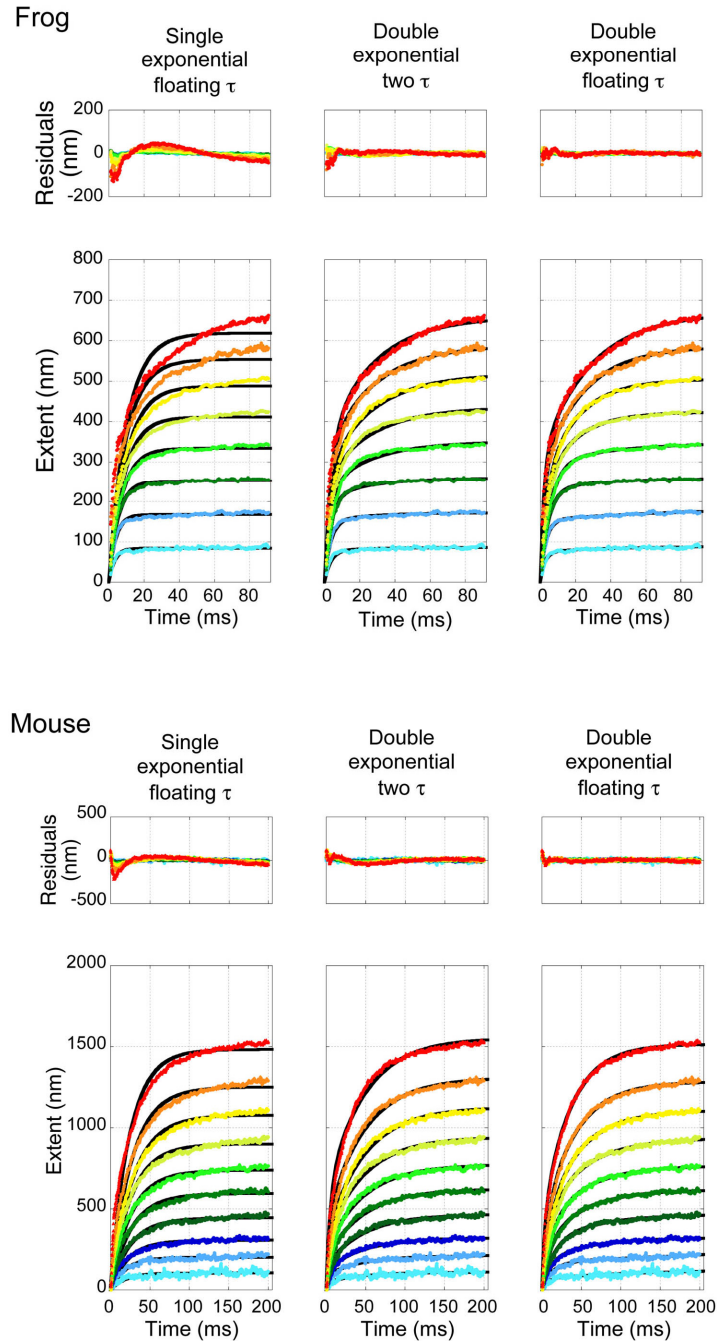 Frog
Single
exponential
floating τ
Double
exponential
two τ
Double
exponential
floating τ
Residuals
(nm)
200
0
-200
Extent (nm)
800
700
600
500
400
300
200
100
0
0 20 40 60 80
0 20 40 60 80
0 20 40 60 80
Time (ms)
Time (ms)
Time (ms)
Mouse
Single
exponential
floating τ
Double
exponential
two τ
Double
exponential
floating τ
Residuals
(nm)
500
0
-500
Extent (nm)
2000
1500
1000
500
0
0 50 100 150 200
0 50 100 150 200
0 50 100 150 200
Time (ms)
Time (ms)
Time (ms)